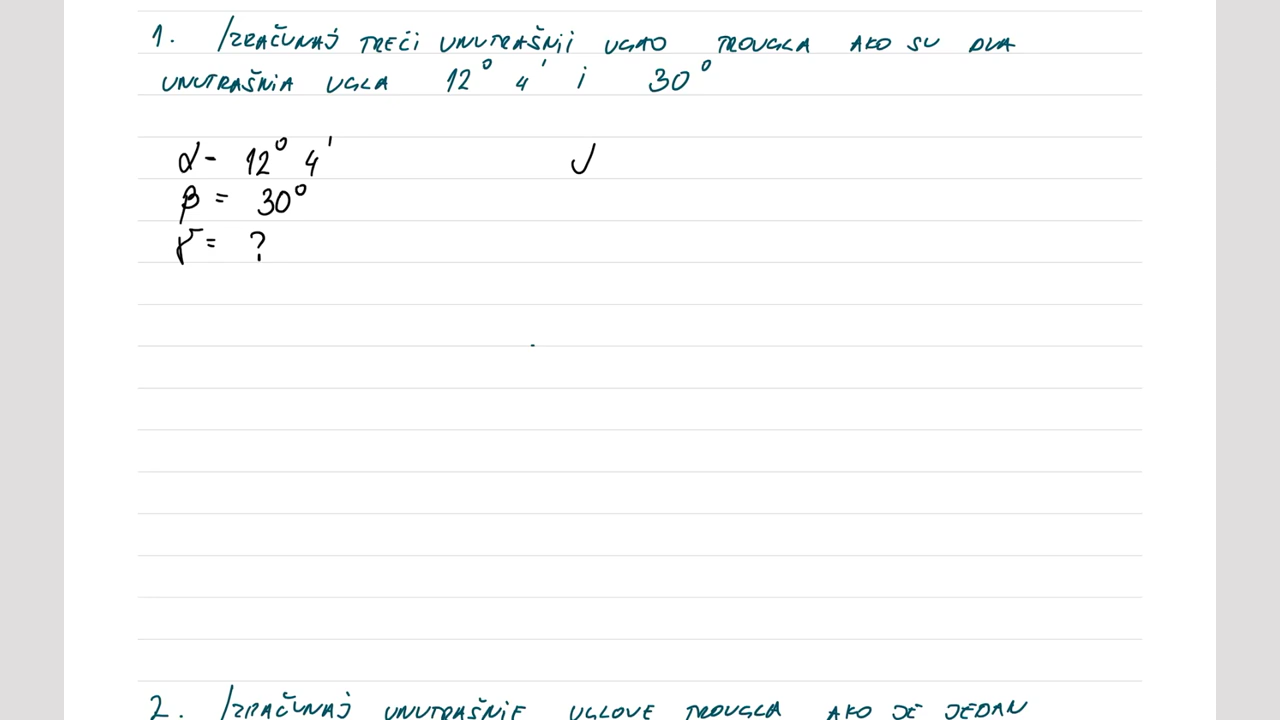 1. IZRAČUNAJ TREĆI UNUTRAŠNJI UGAO TROUGLA AKO SU DVA
UNUTRAŠNJA UGLA 12° 4' i 30°
α - 12° 4'
β = 30°
γ = ?
2. IZRAČUNAJ UNUTRAŠNJE UGLOVE TROUGLA AKO JE JEDAN